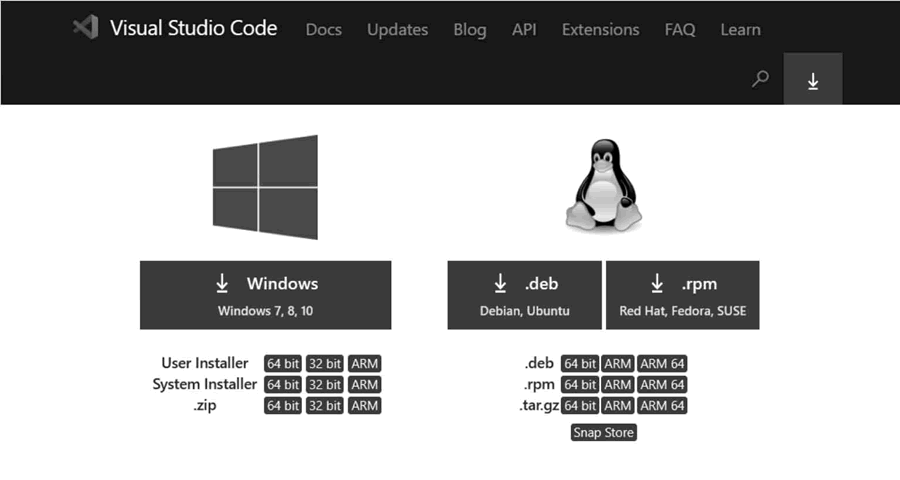 Visual Studio Code Docs Updates Blog API Extensions FAQ Learn
Windows
Windows 7, 8, 10
.deb
Debian, Ubuntu
.rpm
Red Hat, Fedora, SUSE
User Installer 64 bit 32 bit ARM
System Installer 64 bit 32 bit ARM
.zip 64 bit 32 bit ARM
.deb 64 bit ARM ARM 64
.rpm 64 bit ARM ARM 64
.tar.gz 64 bit ARM ARM 64
Snap Store